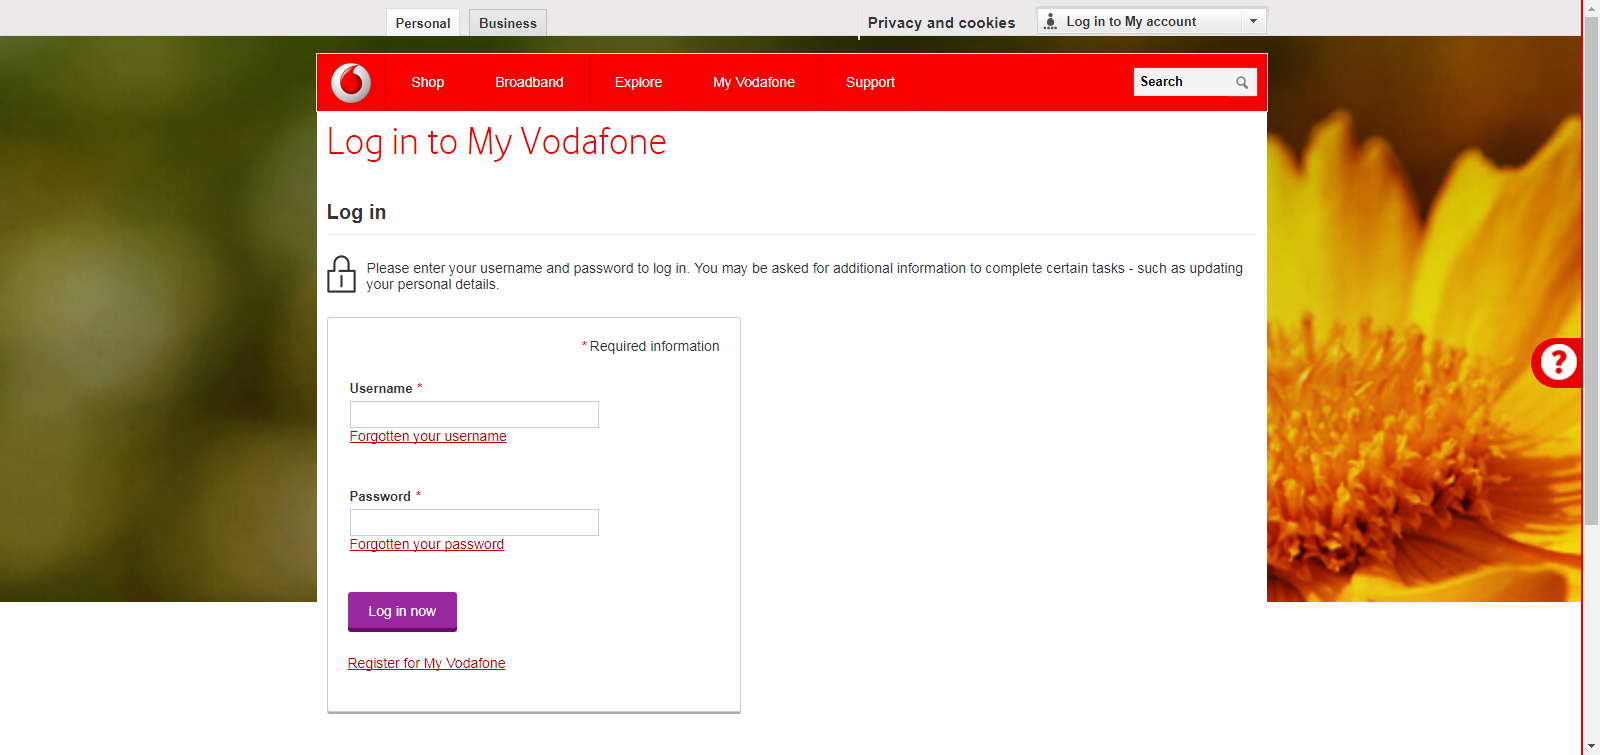 Personal
Business
Privacy and cookies
Log in to My account
Shop
Broadband
Explore
My Vodafone
Support
Search
Log in to My Vodafone
Log in
Please enter your username and password to log in. You may be asked for additional information to complete certain tasks - such as updating
your personal details.
* Required information
Username *
Forgotten your username
Password *
Forgotten your password
Log in now
Register for My Vodafone
?